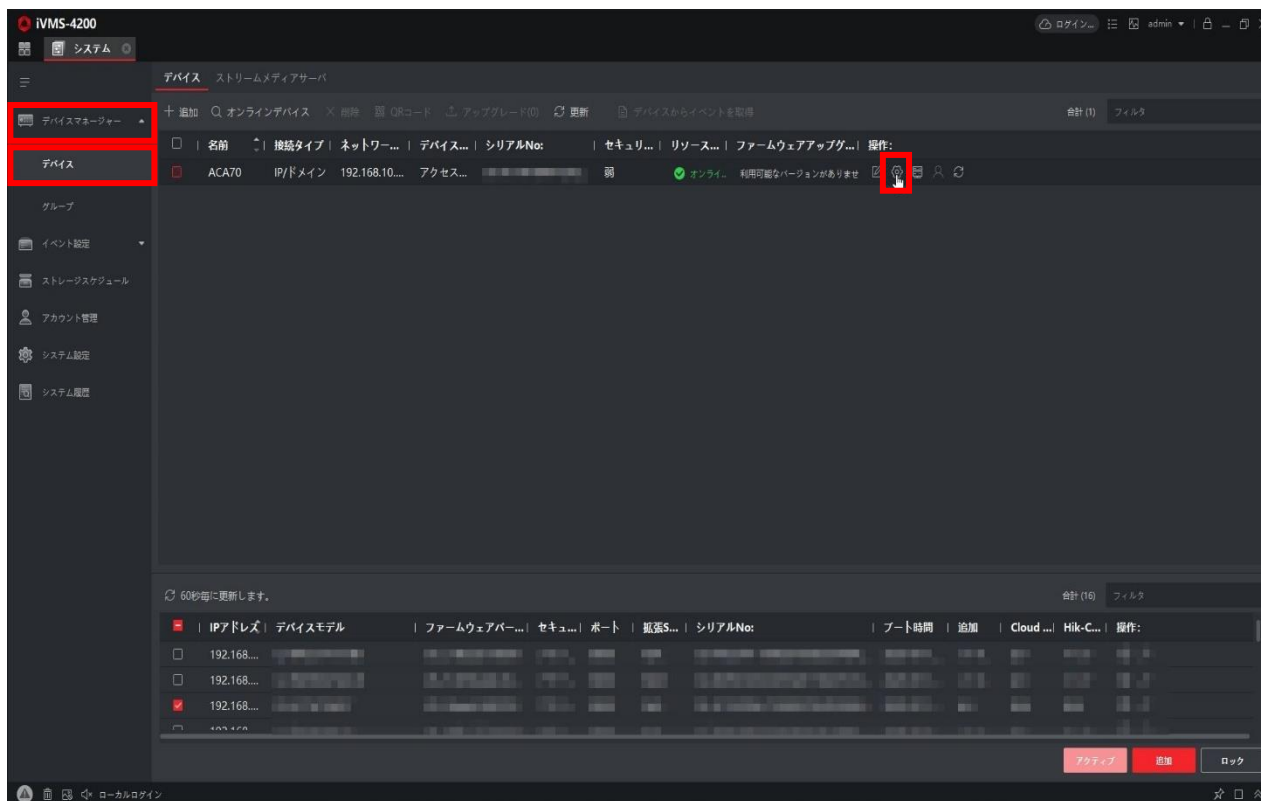 iVMS-4200 ログイン... admin
システム
デバイス ストリームメディアサーバ
デバイスマネージャー
追加 オンラインデバイス 削除 QRコード アップグレード(0) 更新 デバイスからイベントを取得 合計 (1) フィルタ
名前 接続タイプ ネットワー... デバイス... シリアルNo: セキュリ... リソース... ファームウェアアップグ... 操作:
デバイス
ACA70 IP/ドメイン 192.168.10.... アクセス... 弱 オンライ.. 利用可能なバージョンがありませ
グループ
イベント設定
ストレージスケジュール
アカウント管理
システム設定
システム履歴
60秒毎に更新します。 合計 (16) フィルタ
IPアドレス デバイスモデル ファームウェアバー... セキュ... ポート 拡張S... シリアルNo: ブート時間 追加 Cloud ... Hik-C... 操作:
192.168....
192.168....
192.168....
アクティブ 追加 ロック
ローカルログイン